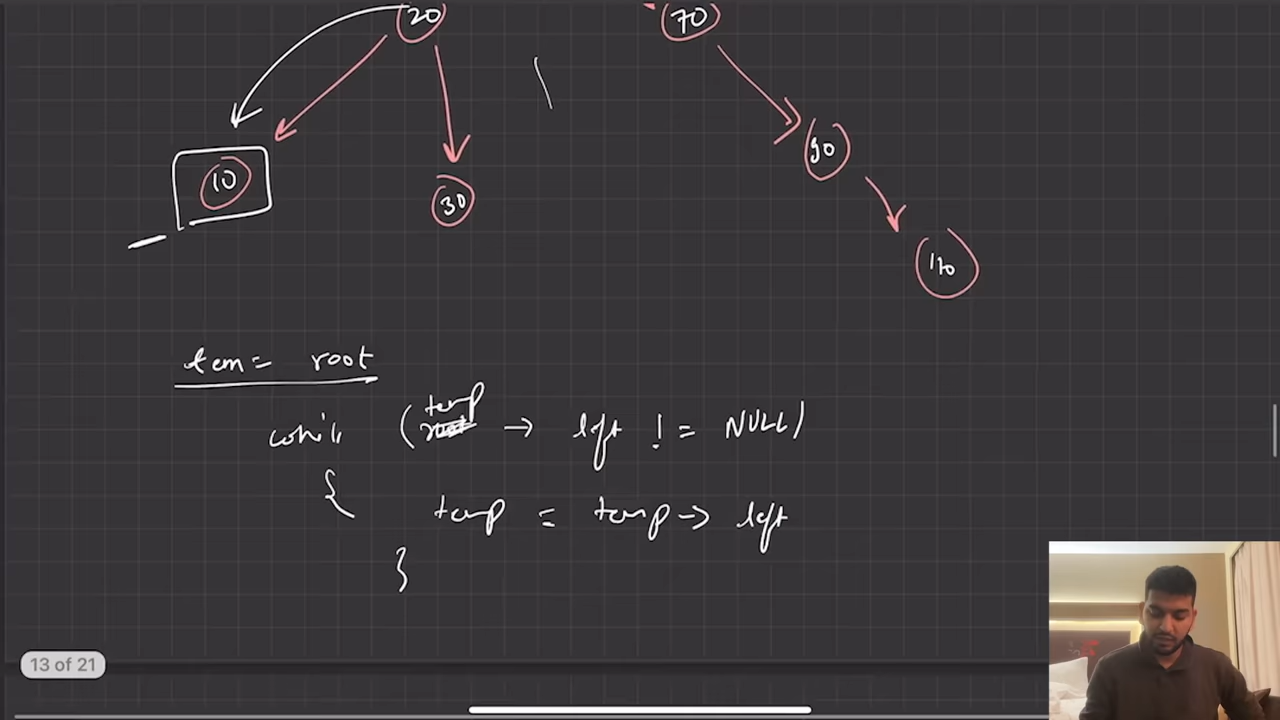 20 70
10 30 90
110
tem = root
while (temp → left != NULL)
{
temp = temp → left
}
13 of 21